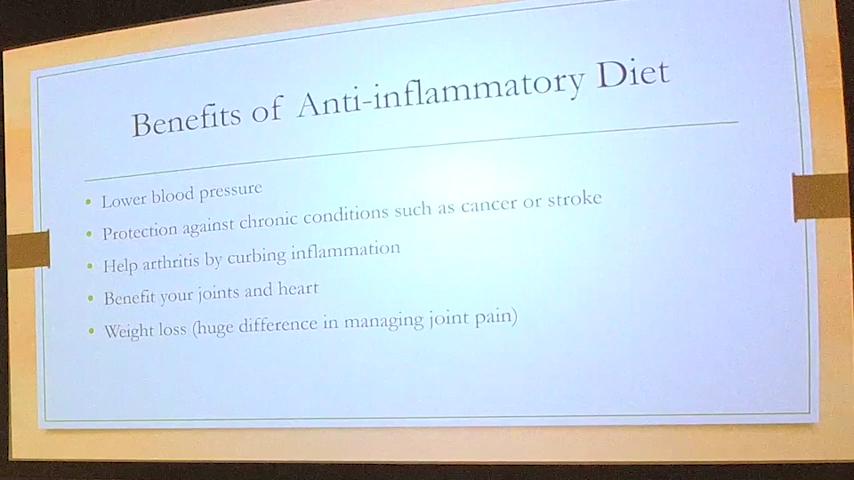 Benefits of Anti-inflammatory Diet
• Lower blood pressure
• Protection against chronic conditions such as cancer or stroke
• Help arthritis by curbing inflammation
• Benefit your joints and heart
• Weight loss (huge difference in managing joint pain)